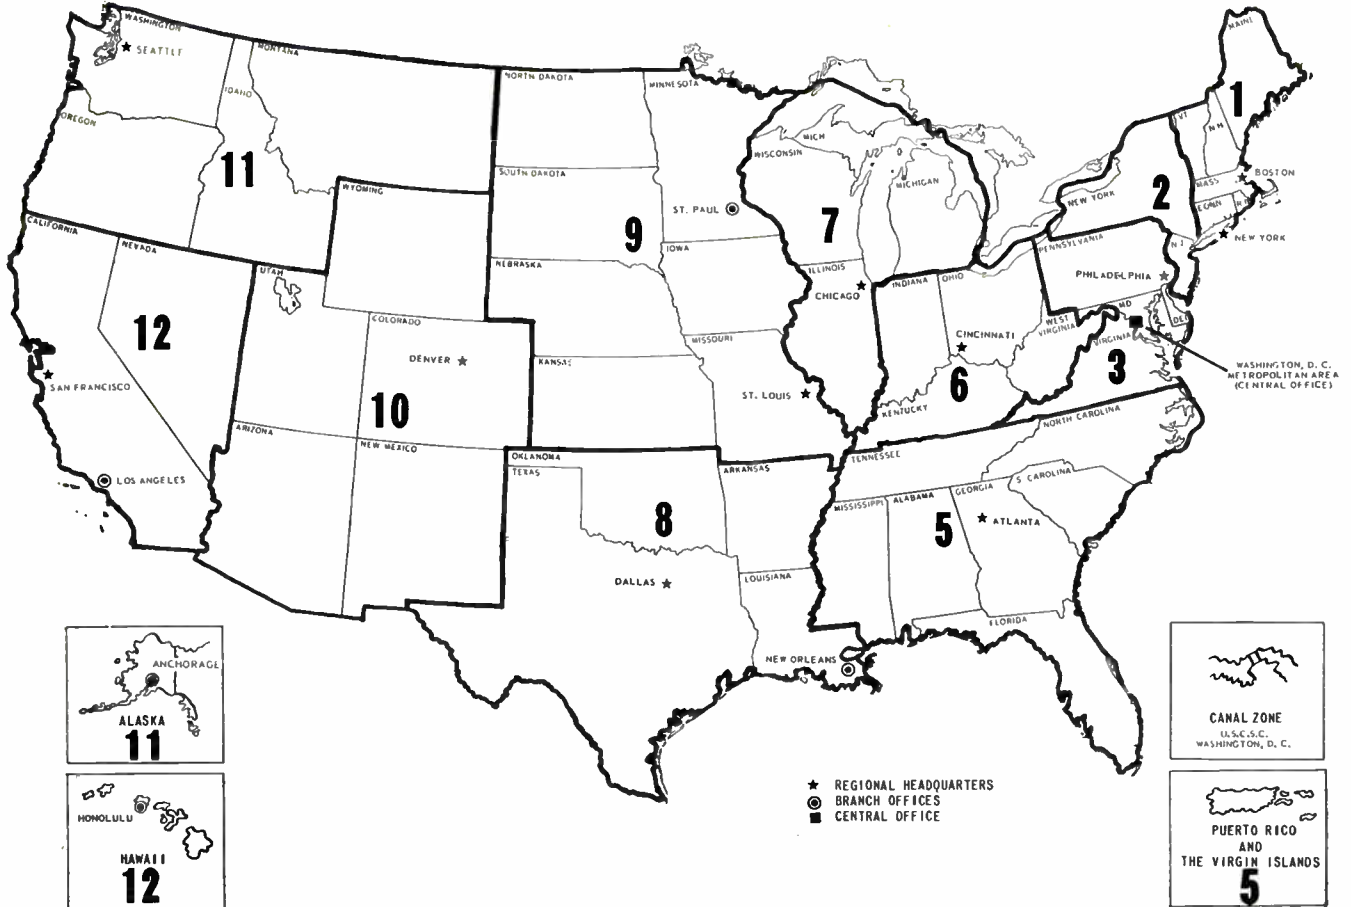 WASHINGTON
SEATTLE
MONTANA
IDAHO
OREGON
11
NORTH DAKOTA
MINNESOTA
SOUTH DAKOTA
WYOMING
ST. PAUL
9
IOWA
NEBRASKA
WISCONSIN
MICH
MICHIGAN
7
ILLINOIS
CHICAGO
MAINE
1
VT
NH
MASS
BOSTON
CONN
R I
2
NEW YORK
NEW YORK
PENNSYLVANIA
N J
PHILADELPHIA
MD
DEL
INDIANA
OHIO
WEST
VIRGINIA
VIRGINIA
3
WASHINGTON, D. C.
METROPOLITAN AREA
(CENTRAL OFFICE)
CINCINNATI
6
KENTUCKY
CALIFORNIA
NEVADA
UTAH
12
SAN FRANCISCO
LOS ANGELES
COLORADO
DENVER
10
ARIZONA
NEW MEXICO
KANSAS
MISSOURI
ST. LOUIS
OKLAHOMA
TEXAS
ARKANSAS
8
DALLAS
LOUISIANA
NEW ORLEANS
TENNESSEE
NORTH CAROLINA
S CAROLINA
MISSISSIPPI
ALABAMA
GEORGIA
5
ATLANTA
FLORIDA
ANCHORAGE
ALASKA
11
HONOLULU
HAWAII
12
REGIONAL HEADQUARTERS
BRANCH OFFICES
CENTRAL OFFICE
CANAL ZONE
U.S.C.S.C.
WASHINGTON, D. C.
PUERTO RICO
AND
THE VIRGIN ISLANDS
5